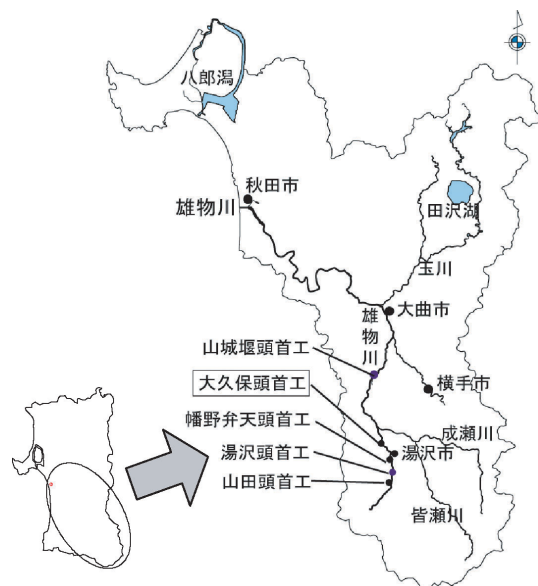 八郎潟
秋田市
雄物川
田沢湖
玉川
大曲市
雄物川
山城堰頭首工
大久保頭首工
横手市
幡野弁天頭首工
成瀬川
湯沢市
湯沢頭首工
山田頭首工
皆瀬川